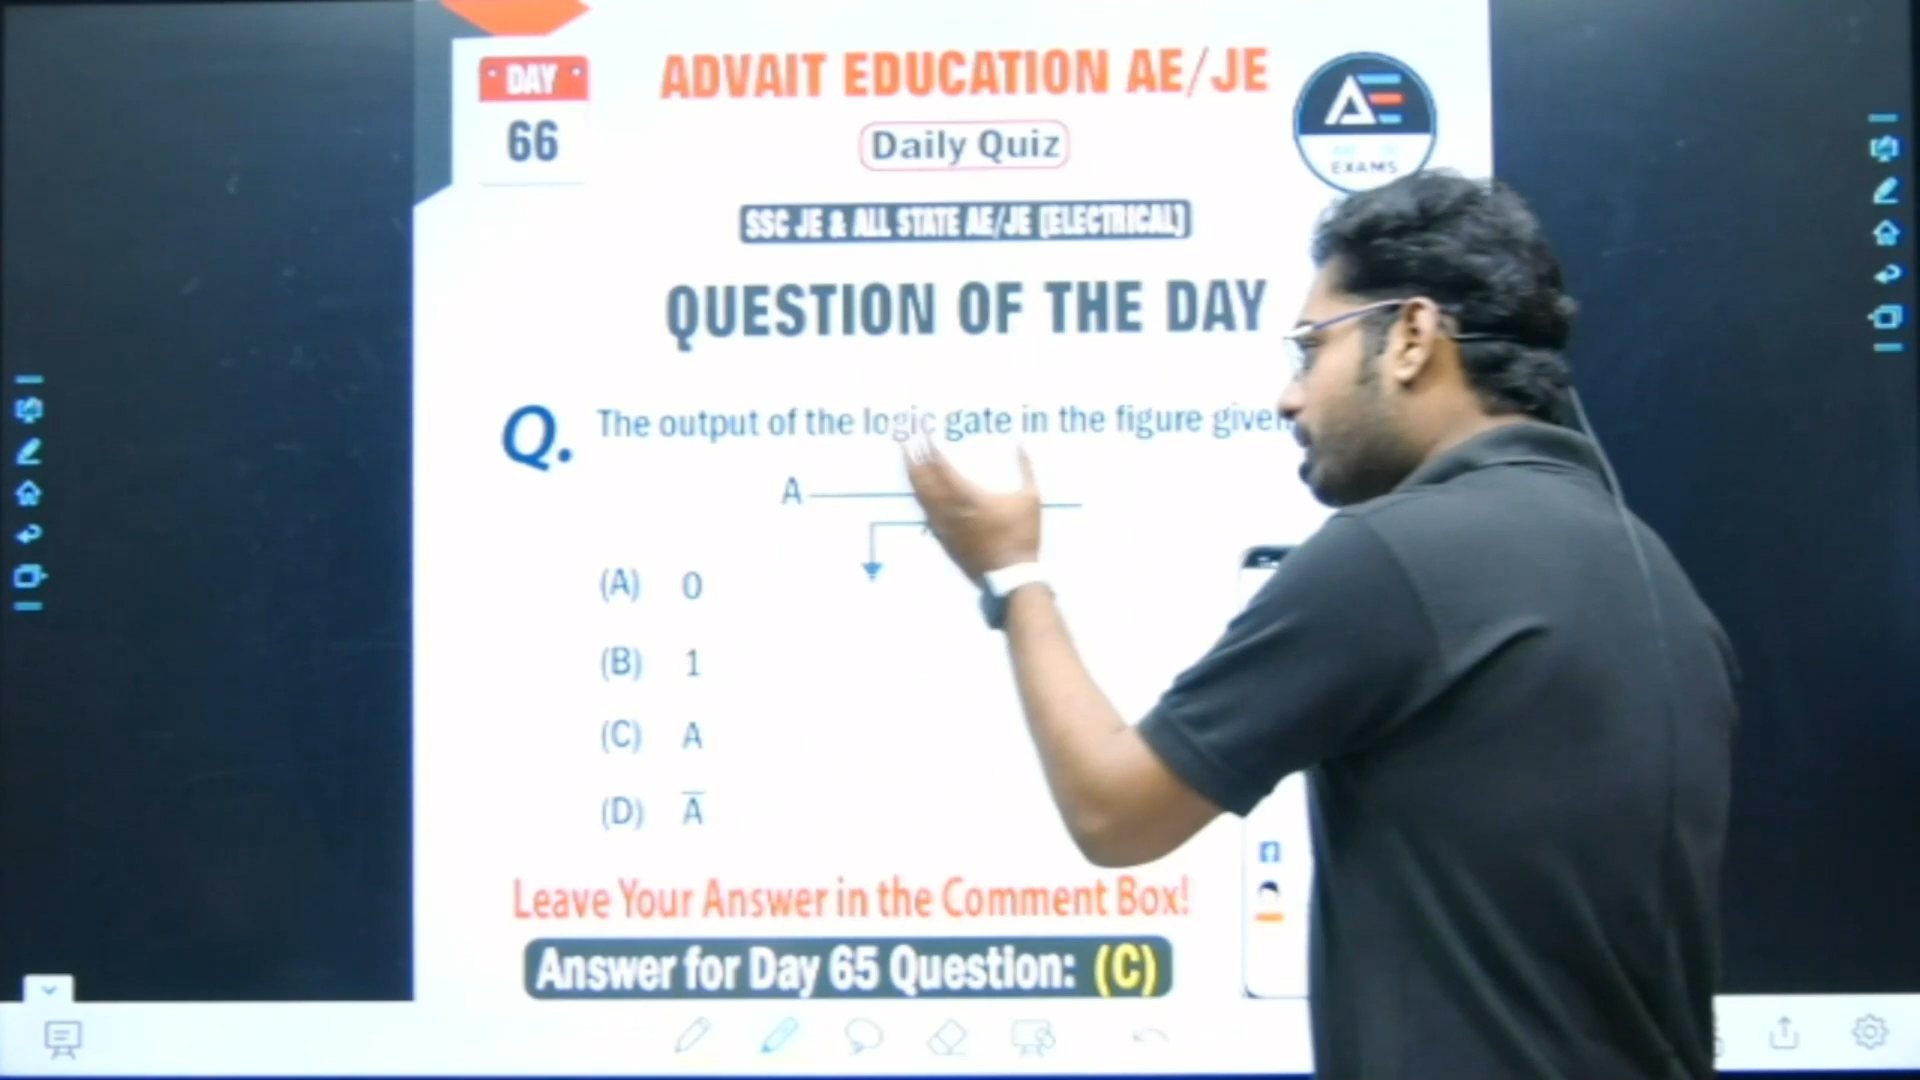 DAY
66
ADVAIT EDUCATION AE/JE
Daily Quiz
EXAMS
SSC JE & ALL STATE AE/JE (ELECTRICAL)
QUESTION OF THE DAY
Q. The output of the logic gate in the figure given
A
(A) 0
(B) 1
(C) A
(D) A̅
Leave Your Answer in the Comment Box!
Answer for Day 65 Question: (C)